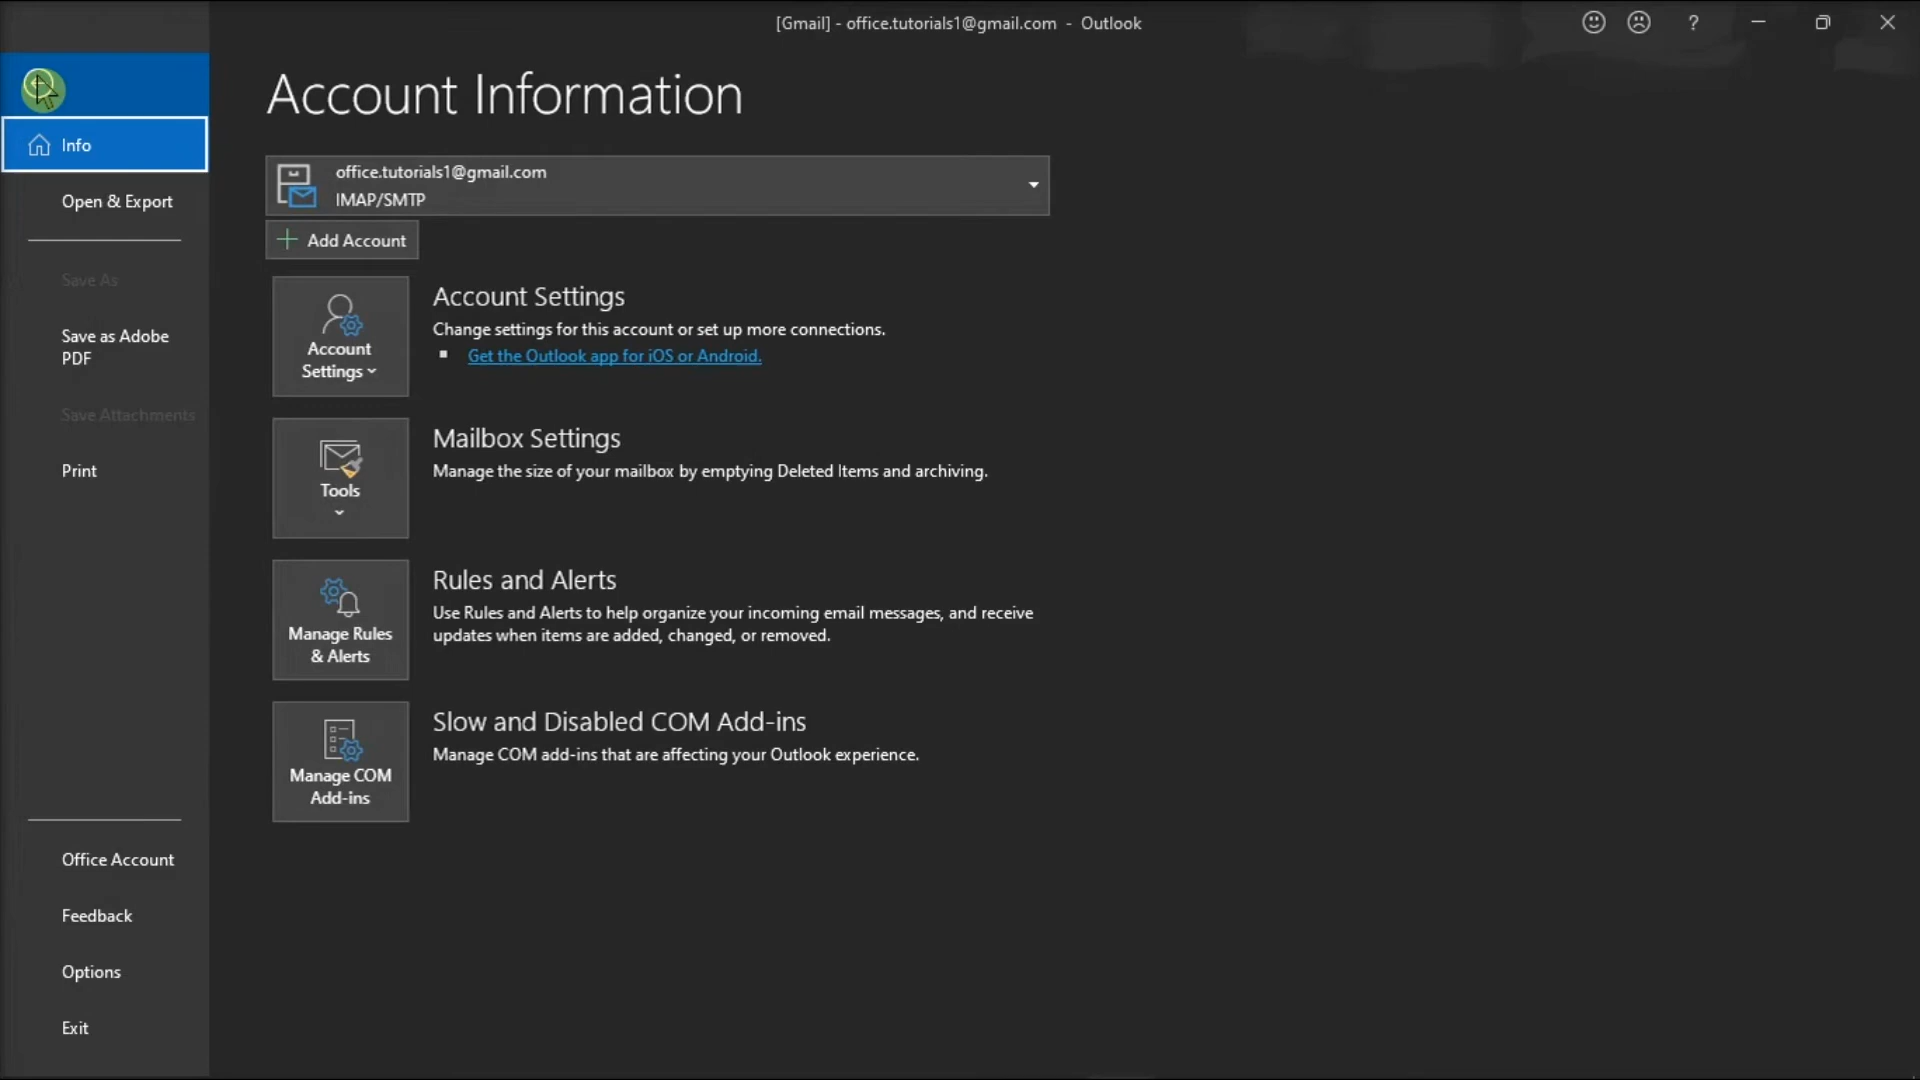 [Gmail] - office.tutorials1@gmail.com - Outlook
?
Account Information
Info
Open & Export
Save As
Save as Adobe
PDF
Save Attachments
Print
Office Account
Feedback
Options
Exit
office.tutorials1@gmail.com
IMAP/SMTP
Add Account
Account
Settings
Account Settings
Change settings for this account or set up more connections.
Get the Outlook app for iOS or Android.
Tools
Mailbox Settings
Manage the size of your mailbox by emptying Deleted Items and archiving.
Manage Rules
& Alerts
Rules and Alerts
Use Rules and Alerts to help organize your incoming email messages, and receive
updates when items are added, changed, or removed.
Manage COM
Add-ins
Slow and Disabled COM Add-ins
Manage COM add-ins that are affecting your Outlook experience.